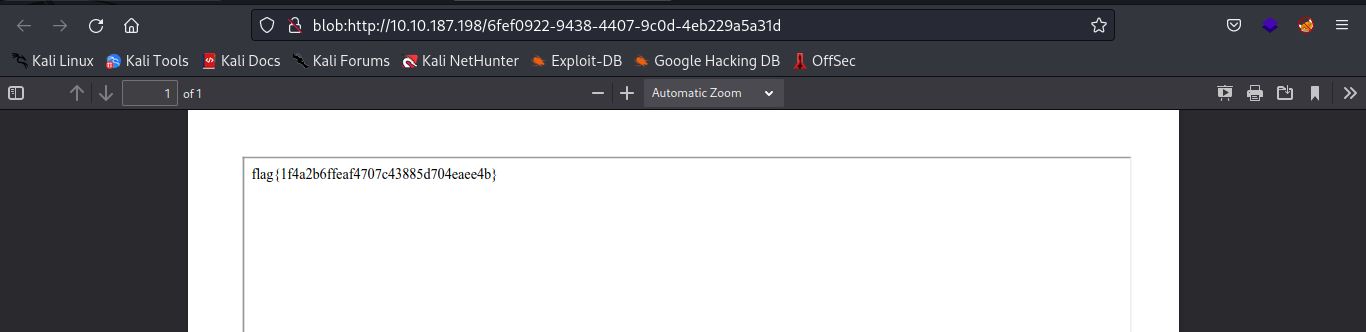 blob:http://10.10.187.198/6fef0922-9438-4407-9c0d-4eb229a5a31d
Kali Linux Kali Tools Kali Docs Kali Forums Kali NetHunter Exploit-DB Google Hacking DB OffSec
1 of 1 Automatic Zoom
flag{1f4a2b6ffeaf4707c43885d704eaee4b}